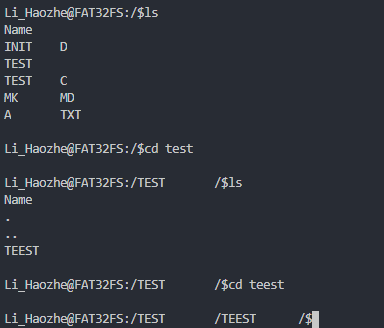 Li_Haozhe@FAT32FS:/$ls
Name
INIT    D
TEST
TEST    C
MK      MD
A       TXT
Li_Haozhe@FAT32FS:/$cd test
Li_Haozhe@FAT32FS:/TEST       /$ls
Name
.
..
TEEST
Li_Haozhe@FAT32FS:/TEST       /$cd teest
Li_Haozhe@FAT32FS:/TEST       /TEEST      /$